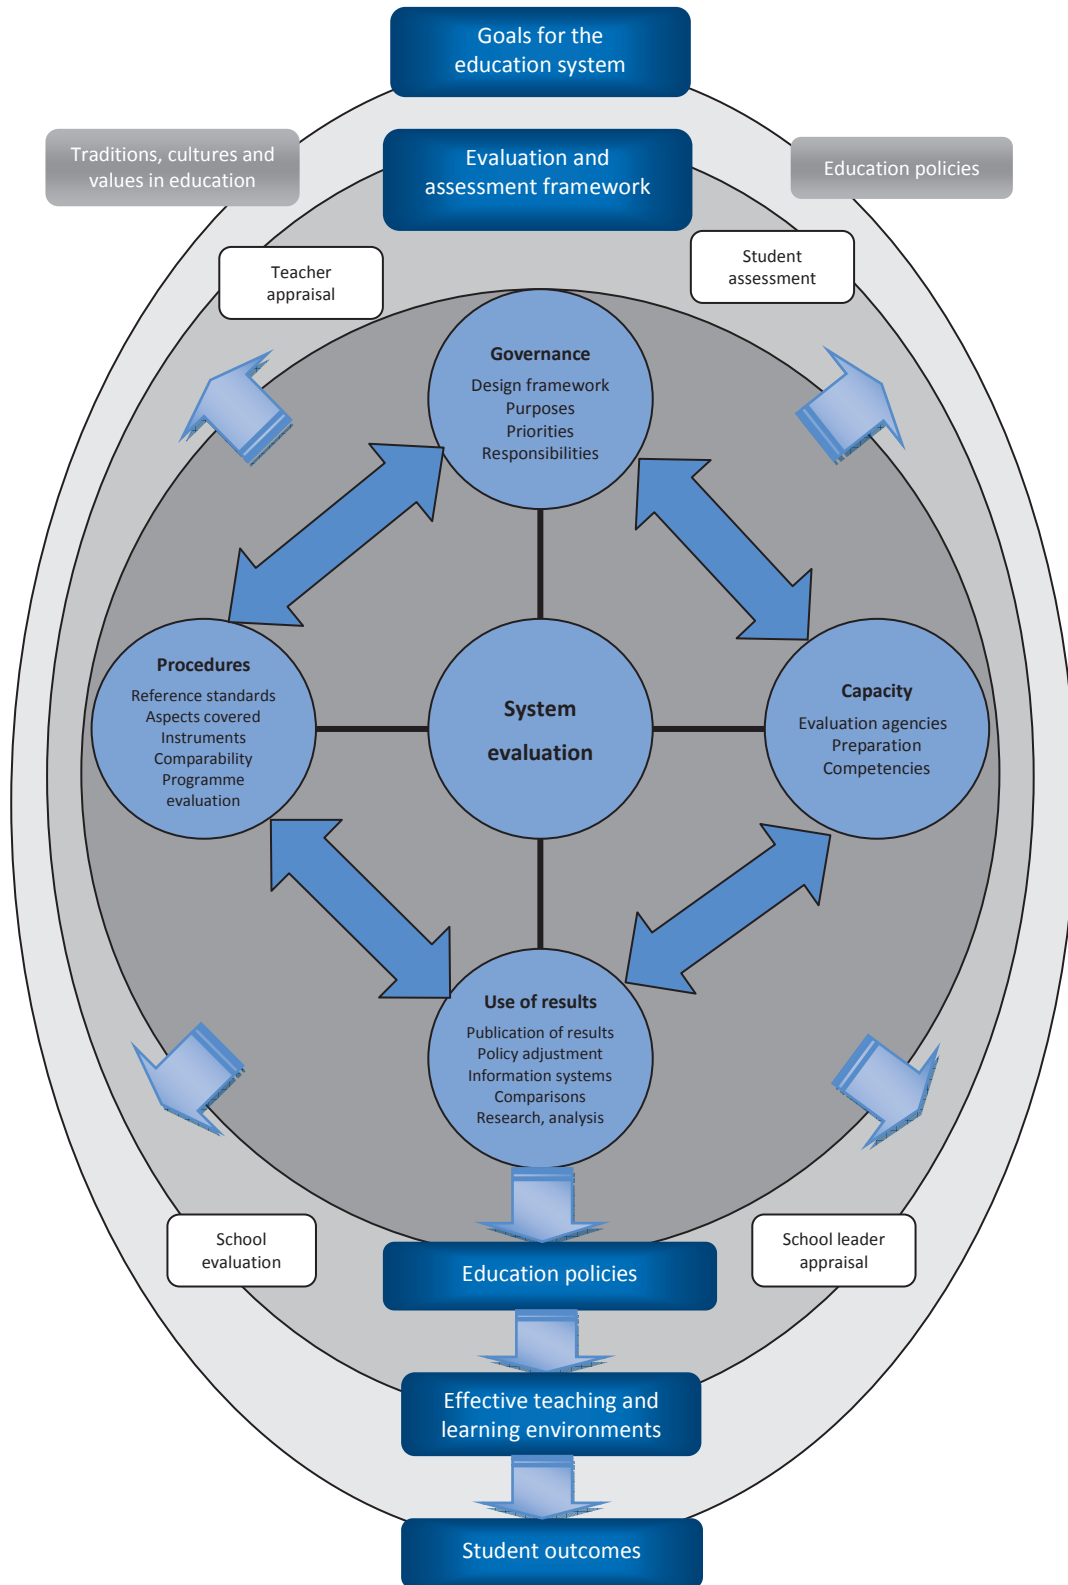 Goals for the
education system
Traditions, cultures and
values in education
Evaluation and
assessment framework
Education policies
Teacher
appraisal
Student
assessment
Governance
Design framework
Purposes
Priorities
Responsibilities
Procedures
Reference standards
Aspects covered
Instruments
Comparability
Programme
evaluation
System
evaluation
Capacity
Evaluation agencies
Preparation
Competencies
Use of results
Publication of results
Policy adjustment
Information systems
Comparisons
Research, analysis
School
evaluation
School leader
appraisal
Education policies
Effective teaching and
learning environments
Student outcomes